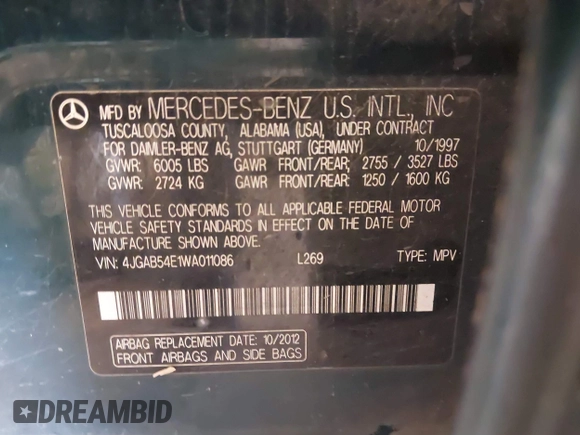 MFD BY MERCEDES-BENZ U.S. INTL., INC
TUSCALOOSA COUNTY, ALABAMA (USA), UNDER CONTRACT
FOR DAIMLER-BENZ AG, STUTTGART (GERMANY) 10/1997
GVWR: 6005 LBS GAWR FRONT/REAR: 2755 / 3527 LBS
GVWR: 2724 KG GAWR FRONT/REAR: 1250 / 1600 KG
THIS VEHICLE CONFORMS TO ALL APPLICABLE FEDERAL MOTOR
VEHICLE SAFETY STANDARDS IN EFFECT ON THE DATE OF
MANUFACTURE SHOWN ABOVE.
VIN: 4JGAB54E1WA011086 L269 TYPE: MPV
AIRBAG REPLACEMENT DATE: 10/2012
FRONT AIRBAGS AND SIDE BAGS
DREAMBID